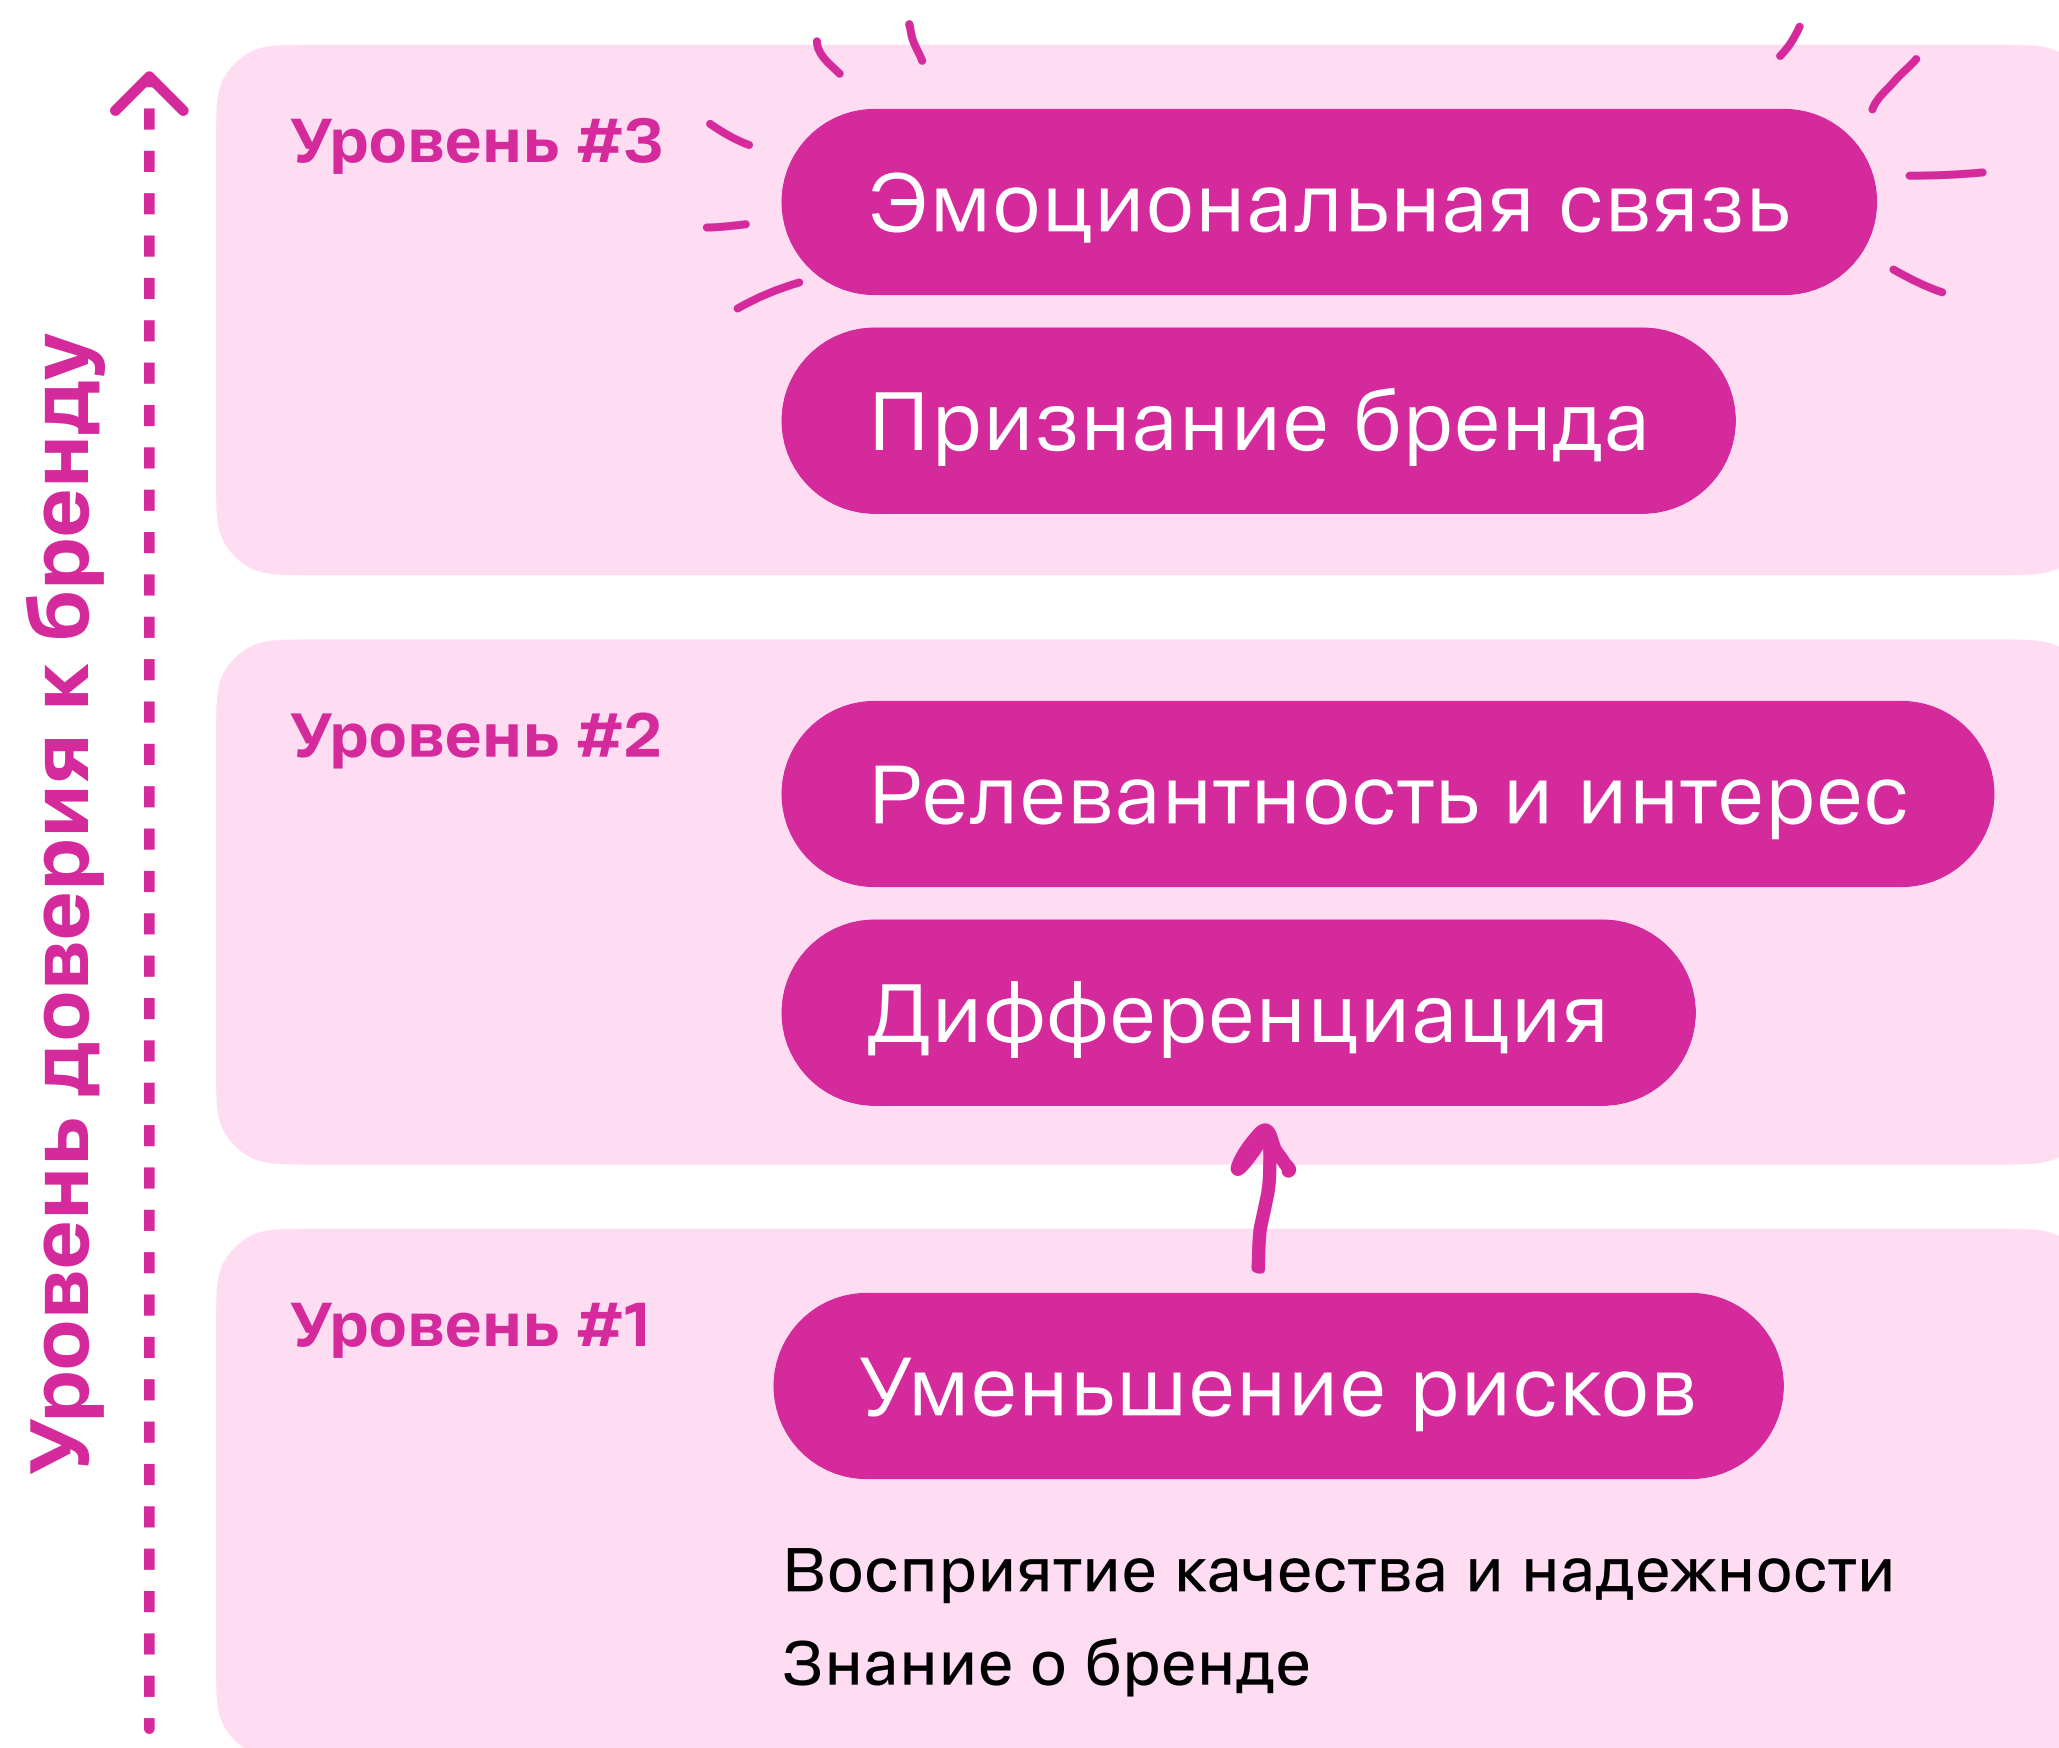 Уровень доверия к бренду
Уровень #3
Эмоциональная связь
Признание бренда
Уровень #2
Релевантность и интерес
Дифференциация
Уровень #1
Уменьшение рисков
Восприятие качества и надежности
Знание о бренде